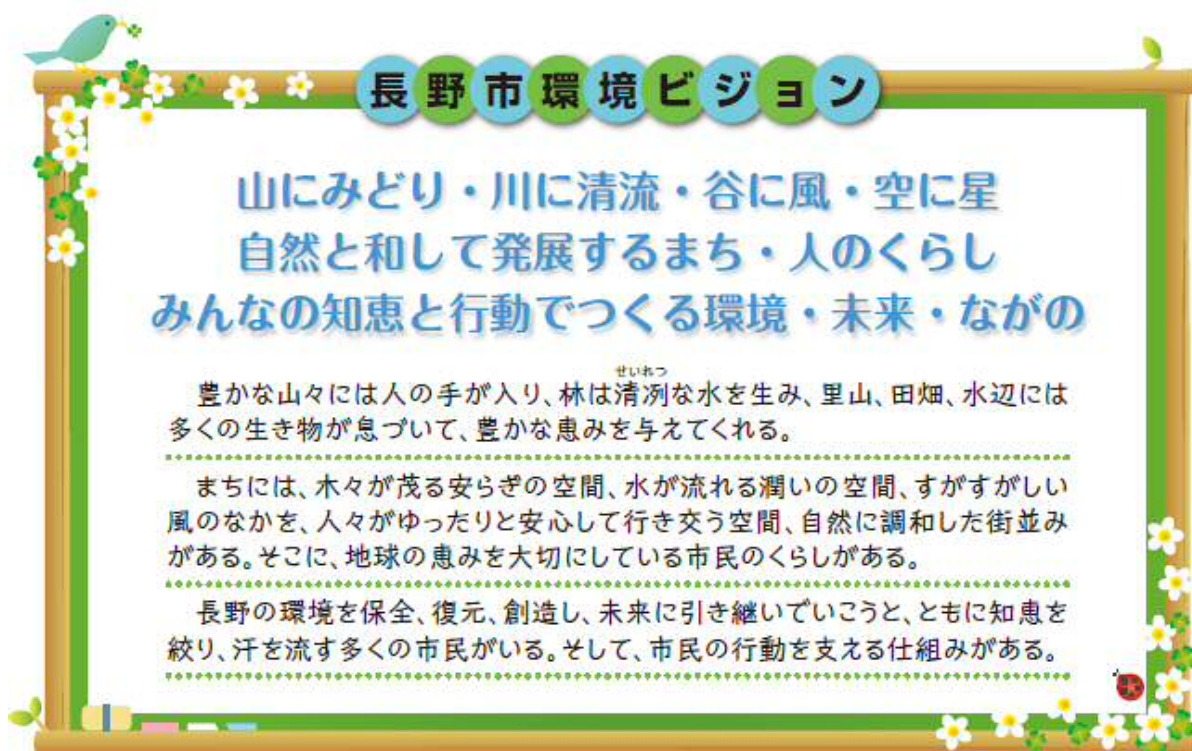 長野市環境ビジョン
山にみどり・川に清流・谷に風・空に星
自然と和して発展するまち・人のくらし
みんなの知恵と行動でつくる環境・未来・ながの
せいれつ
豊かな山々には人の手が入り、林は清冽な水を生み、里山、田畑、水辺には
多くの生き物が息づいて、豊かな恵みを与えてくれる。
まちには、木々が茂る安らぎの空間、水が流れる潤いの空間、すがすがしい
風のなかを、人々がゆったりと安心して行き交う空間、自然に調和した街並み
がある。そこに、地球の恵みを大切にしている市民のくらしがある。
長野の環境を保全、復元、創造し、未来に引き継いでいこうと、ともに知恵を
絞り、汗を流す多くの市民がいる。そして、市民の行動を支える仕組みがある。